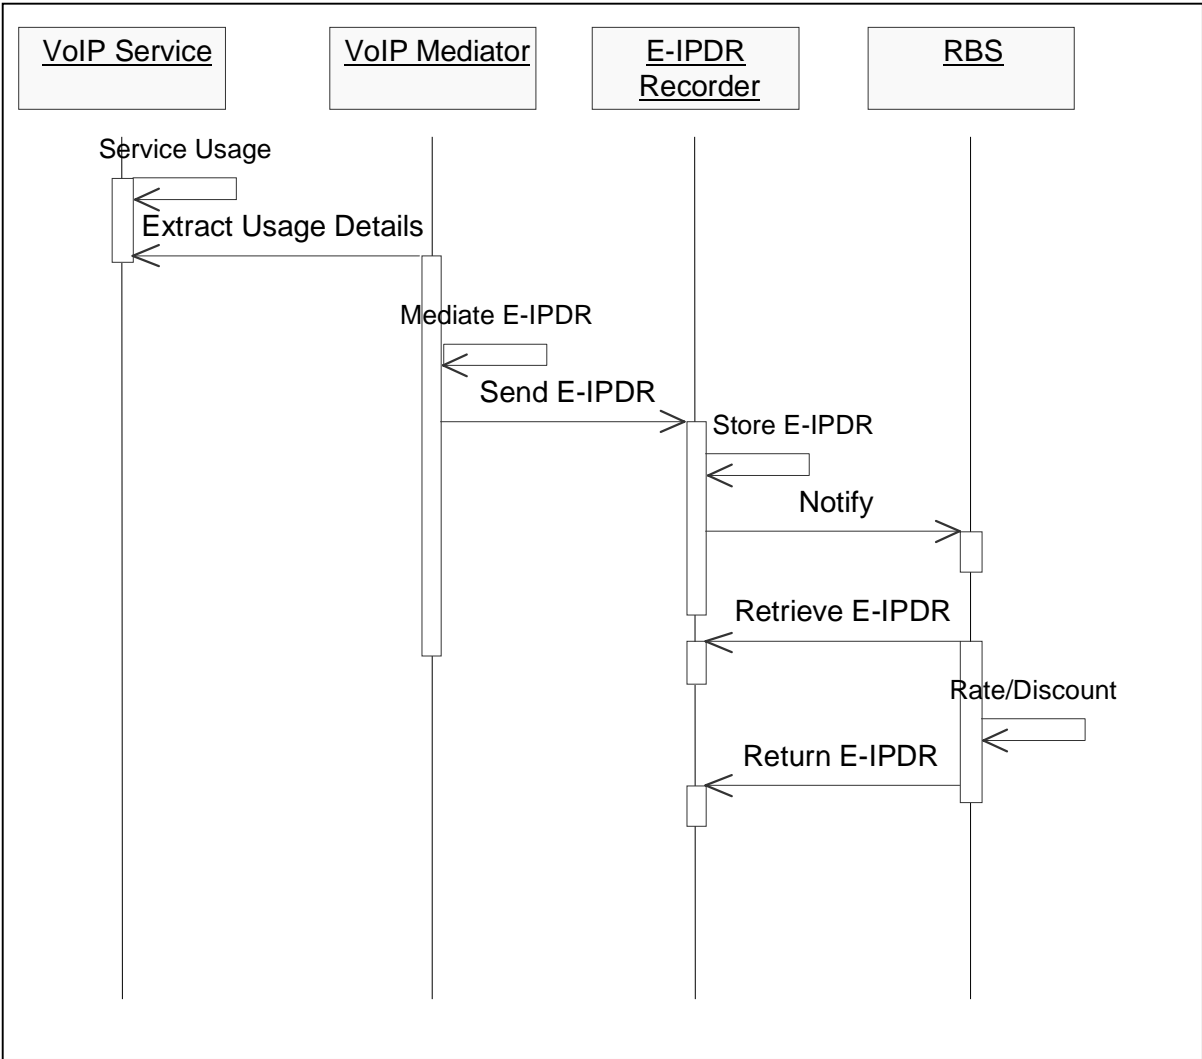 VoIP Service
VoIP Mediator
E-IPDR
Recorder
RBS
Service Usage
Extract Usage Details
Mediate E-IPDR
Send E-IPDR
Store E-IPDR
Notify
Retrieve E-IPDR
Rate/Discount
Return E-IPDR